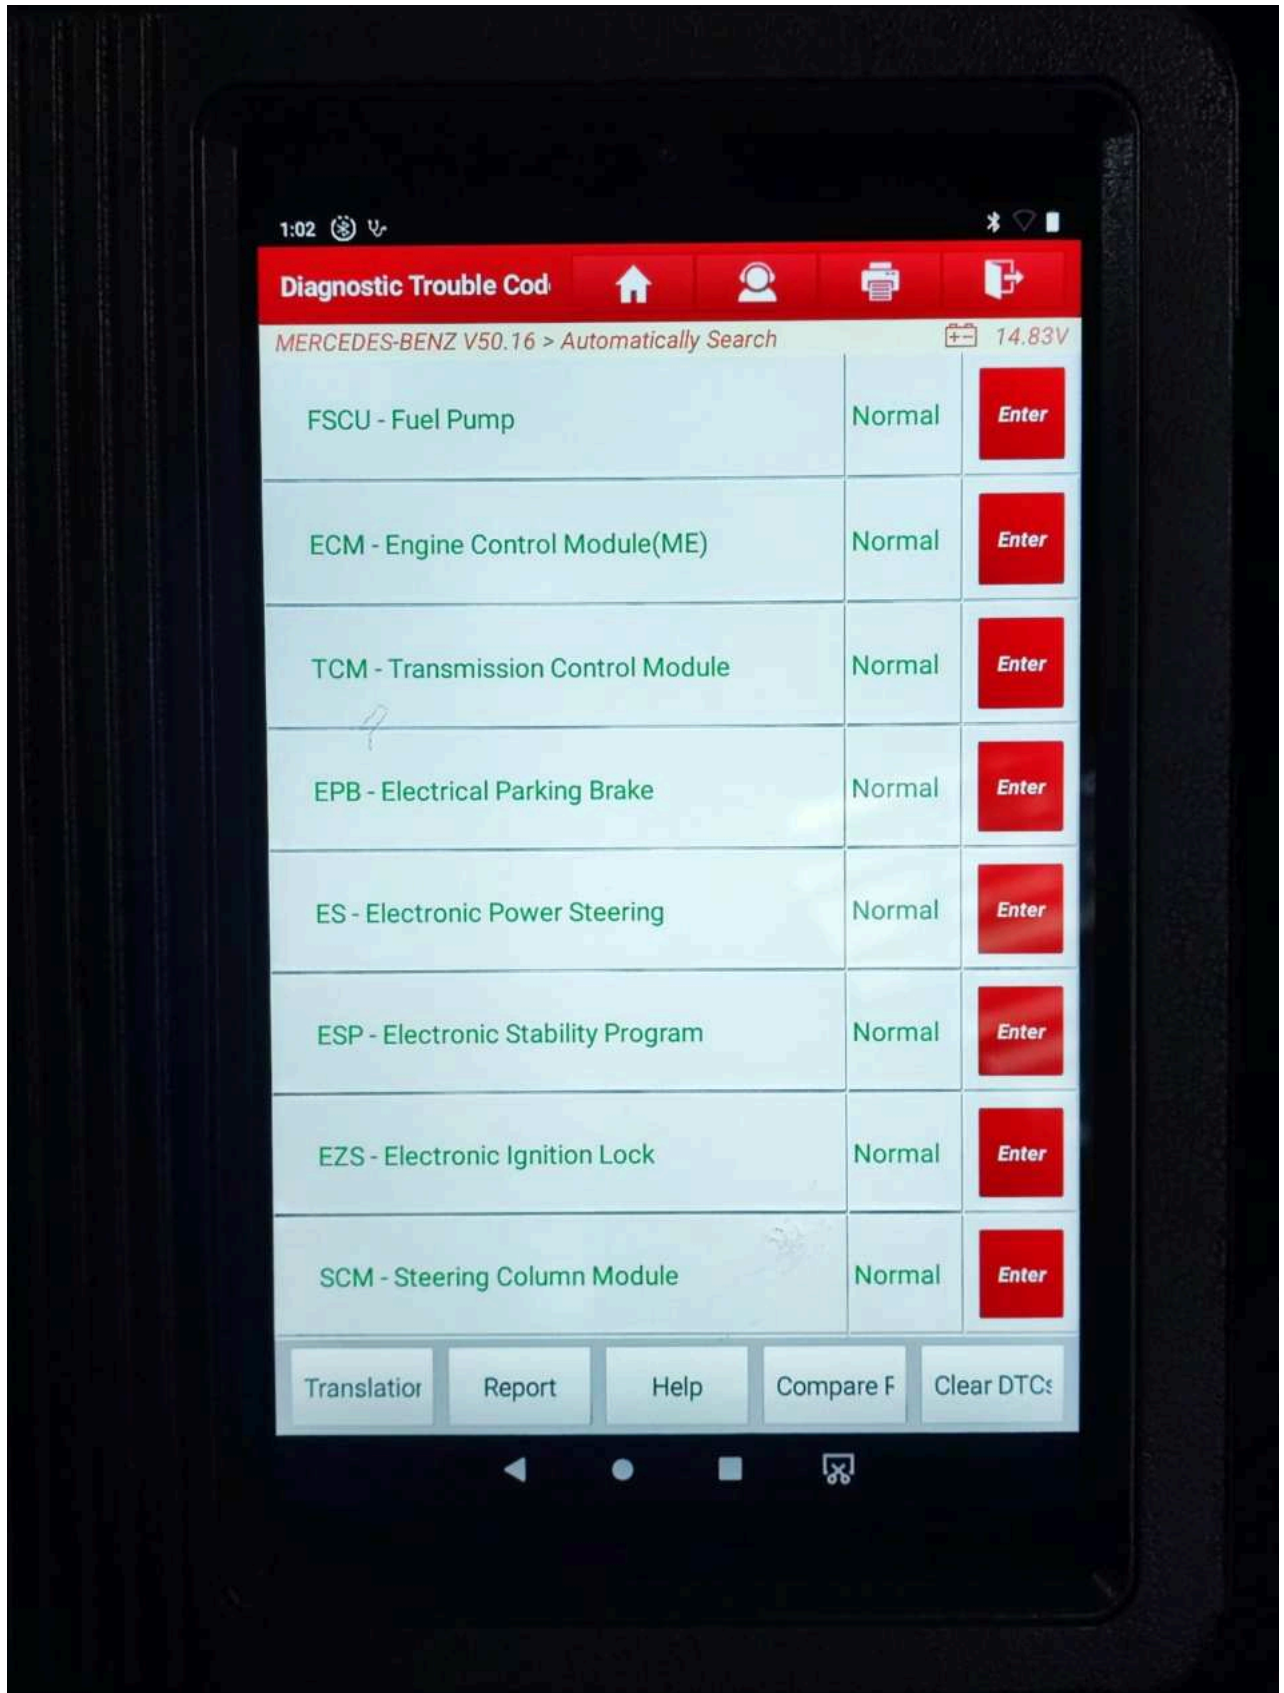 1:02
Diagnostic Trouble Cod
MERCEDES-BENZ V50.16 > Automatically Search 14.83V
FSCU - Fuel Pump Normal Enter
ECM - Engine Control Module(ME) Normal Enter
TCM - Transmission Control Module Normal Enter
EPB - Electrical Parking Brake Normal Enter
ES - Electronic Power Steering Normal Enter
ESP - Electronic Stability Program Normal Enter
EZS - Electronic Ignition Lock Normal Enter
SCM - Steering Column Module Normal Enter
Translation Report Help Compare R Clear DTCs